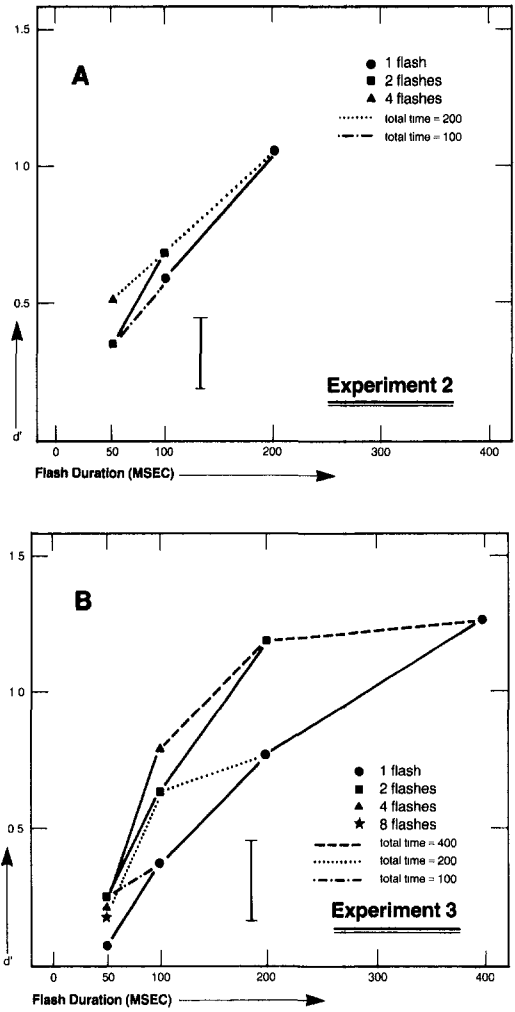 1.5
A
1 flash
2 flashes
4 flashes
total time = 200
total time = 100
1 0
0.5
Experiment 2
d'
0 50 100 200 300 400
Flash Duration (MSEC)
1 5
B
1 0
1 flash
2 flashes
4 flashes
8 flashes
0.5
total time = 400
total time = 200
total time = 100
Experiment 3
d'
0 50 100 200 300 400
Flash Duration (MSEC)